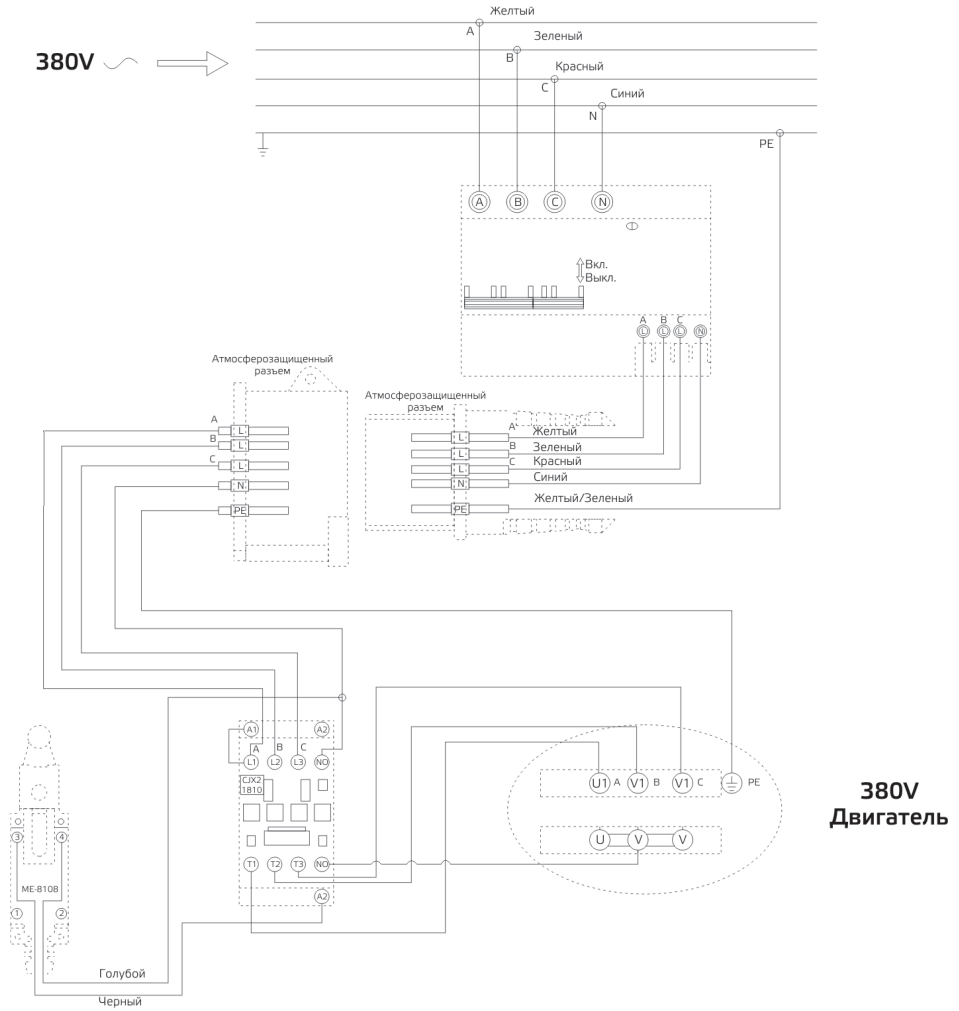 Желтый
A
Зеленый
380V
B
Красный
C
Синий
N
PE
A B C N
Вкл.
Выкл.
A B C
L L L N
Атмосферозащищенный
разъем
Атмосферозащищенный
разъем
A
L
B
L
C
L
N
PE
A
L
Желтый
B
L
Зеленый
C
L
Красный
N
Синий
PE
Желтый/Зеленый
A1 A2
A B C
L1 L2 L3 NO
CJX2
1810
T1 T2 T3 NO
A2
3 4
ME-8108
1 2
Голубой
Черный
U1 A V1 B V1 C PE
U V V
380V
Двигатель